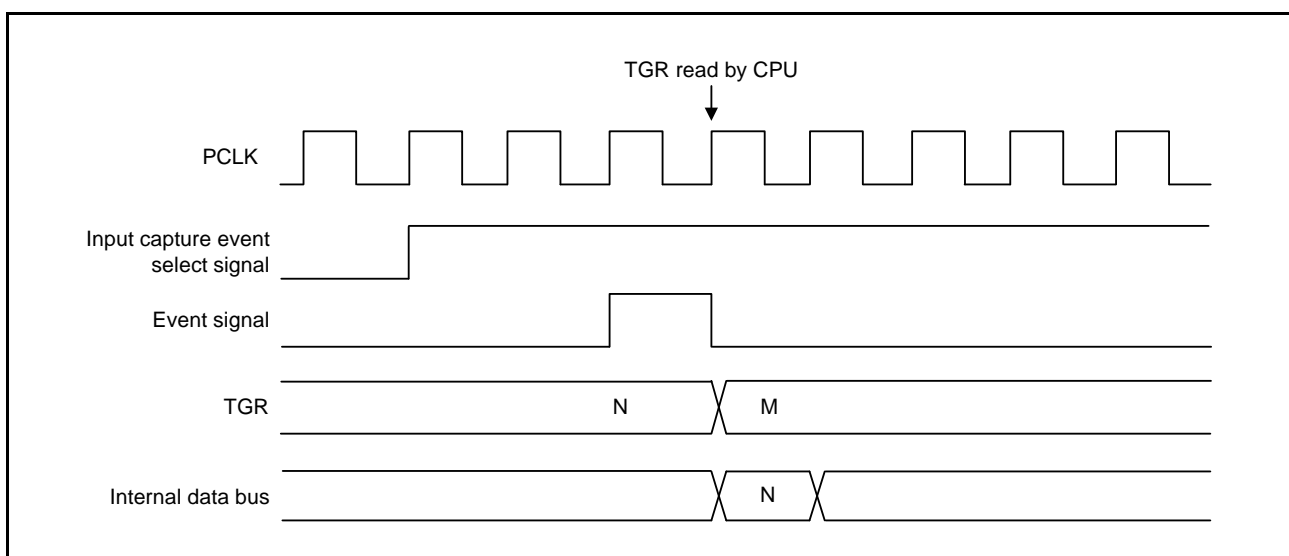 TGR read by CPU
PCLK
Input capture event
select signal
Event signal
TGR
N
M
Internal data bus
N